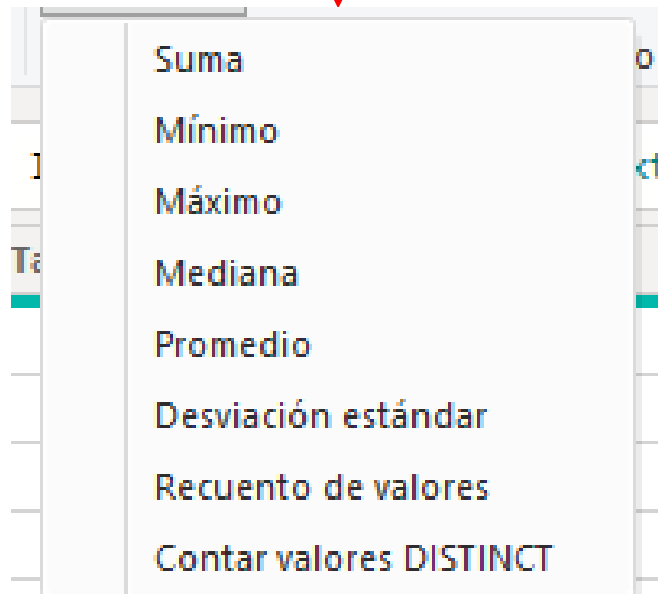 Suma
Mínimo
Máximo
Mediana
Promedio
Desviación estándar
Recuento de valores
Contar valores DISTINCT